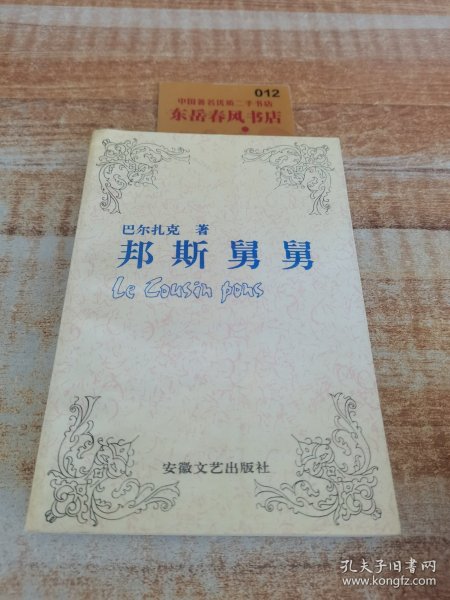 012
中国著名民质二手书店
东岳春风书店
巴尔扎克 著
邦斯舅舅
Le Cousin pons
安徽文艺出版社
孔夫子旧书网
www.kongfz.com